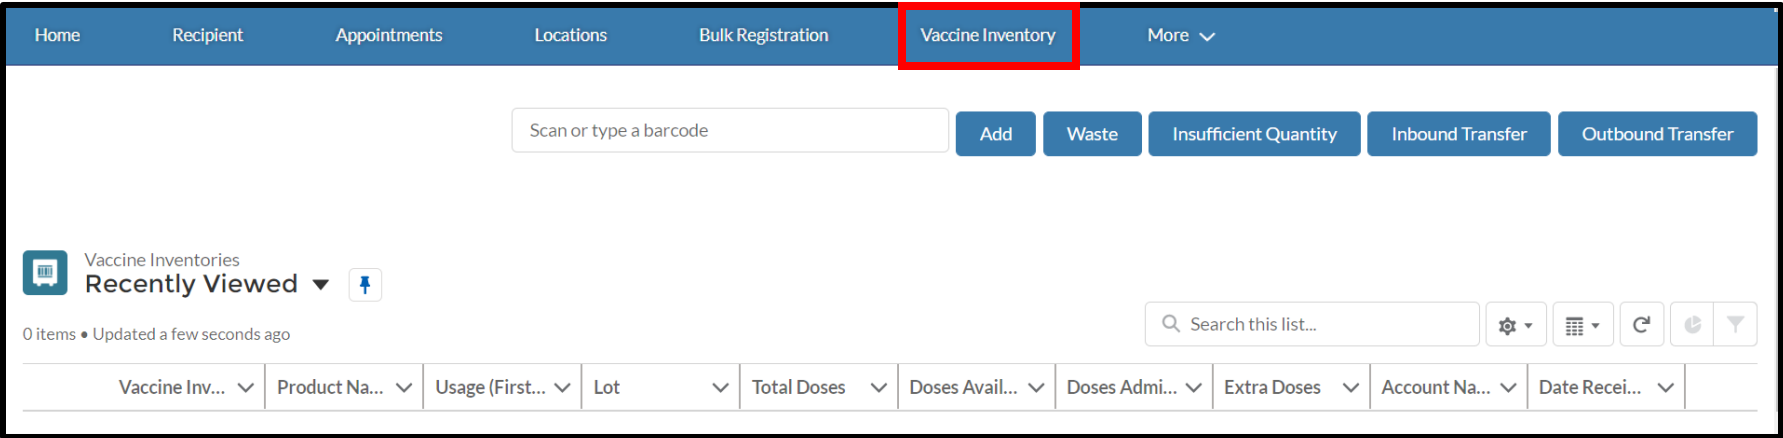 Home Recipient Appointments Locations Bulk Registration Vaccine Inventory More
Scan or type a barcode Add Waste Insufficient Quantity Inbound Transfer Outbound Transfer
Vaccine Inventories
Recently Viewed
Search this list...
0 items • Updated a few seconds ago
Vaccine Inv... Product Na... Usage (First... Lot Total Doses Doses Avail... Doses Admi... Extra Doses Account Na... Date Recei...